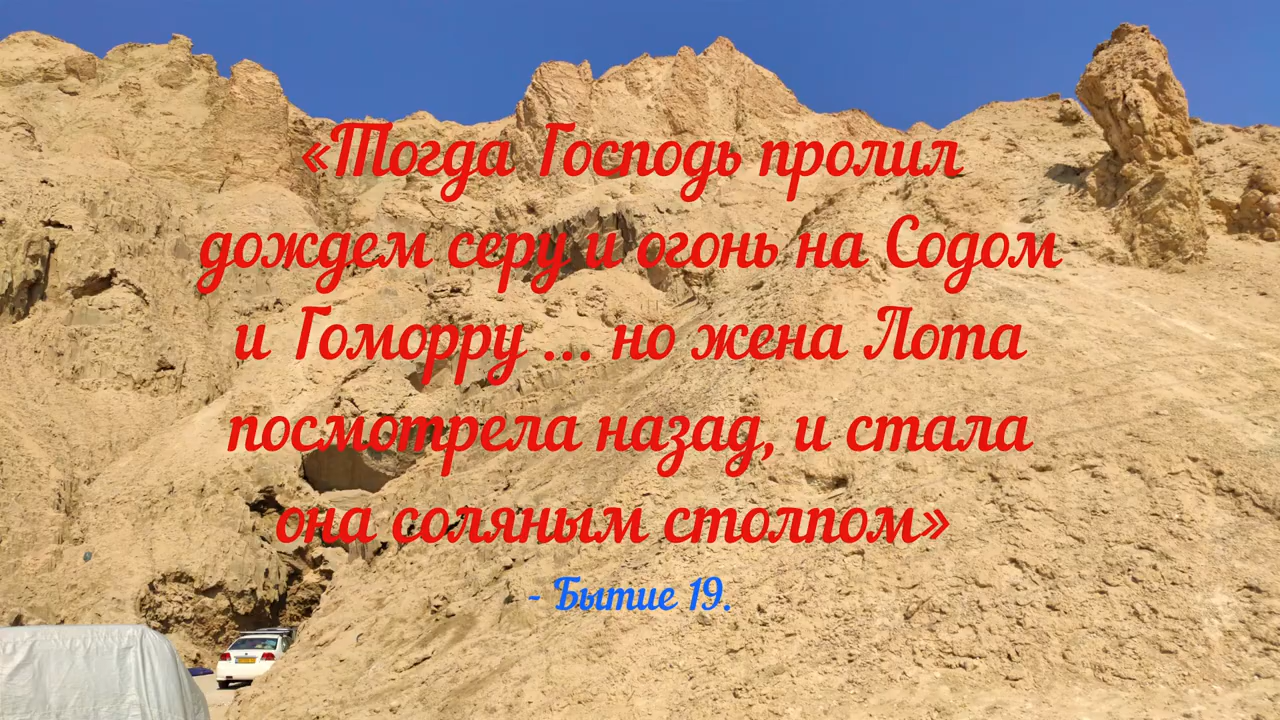 «Тогда Господь пролил
дождем серу и огонь на Содом
и Гоморру ... но жена Лота
посмотрела назад, и стала
она соляным столпом»
- Бытие 19.